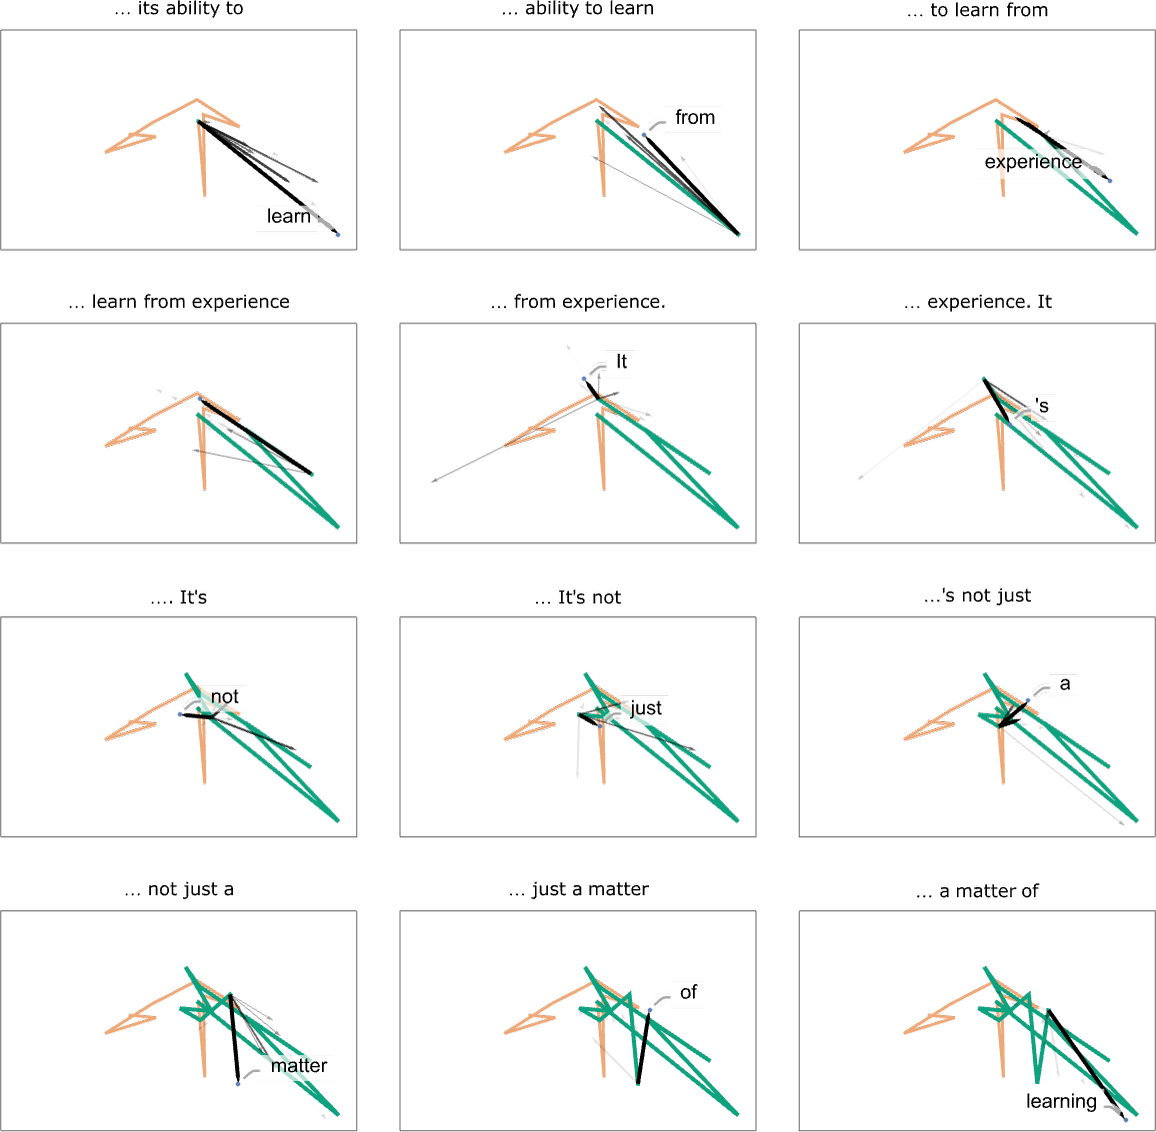 ... its ability to
... ability to learn
... to learn from
learn
from
experience
... learn from experience
... from experience.
... experience. It
It
's
.... It's
... It's not
...'s not just
not
just
a
... not just a
... just a matter
... a matter of
matter
of
learning